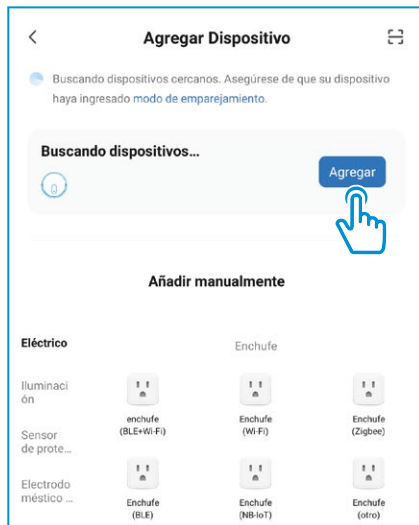 Agregar Dispositivo
Buscando dispositivos cercanos. Asegúrese de que su dispositivo
haya ingresado modo de emparejamiento.
Buscando dispositivos...
Agregar
Añadir manualmente
Eléctrico
Enchufe
Iluminaci
ón
Sensor
de prote...
Electrodo
méstico ...
enchufe
(BLE+Wi-Fi)
Enchufe
(Wi-Fi)
Enchufe
(Zigbee)
Enchufe
(BLE)
Enchufe
(NB-IoT)
Enchufe
(otro)